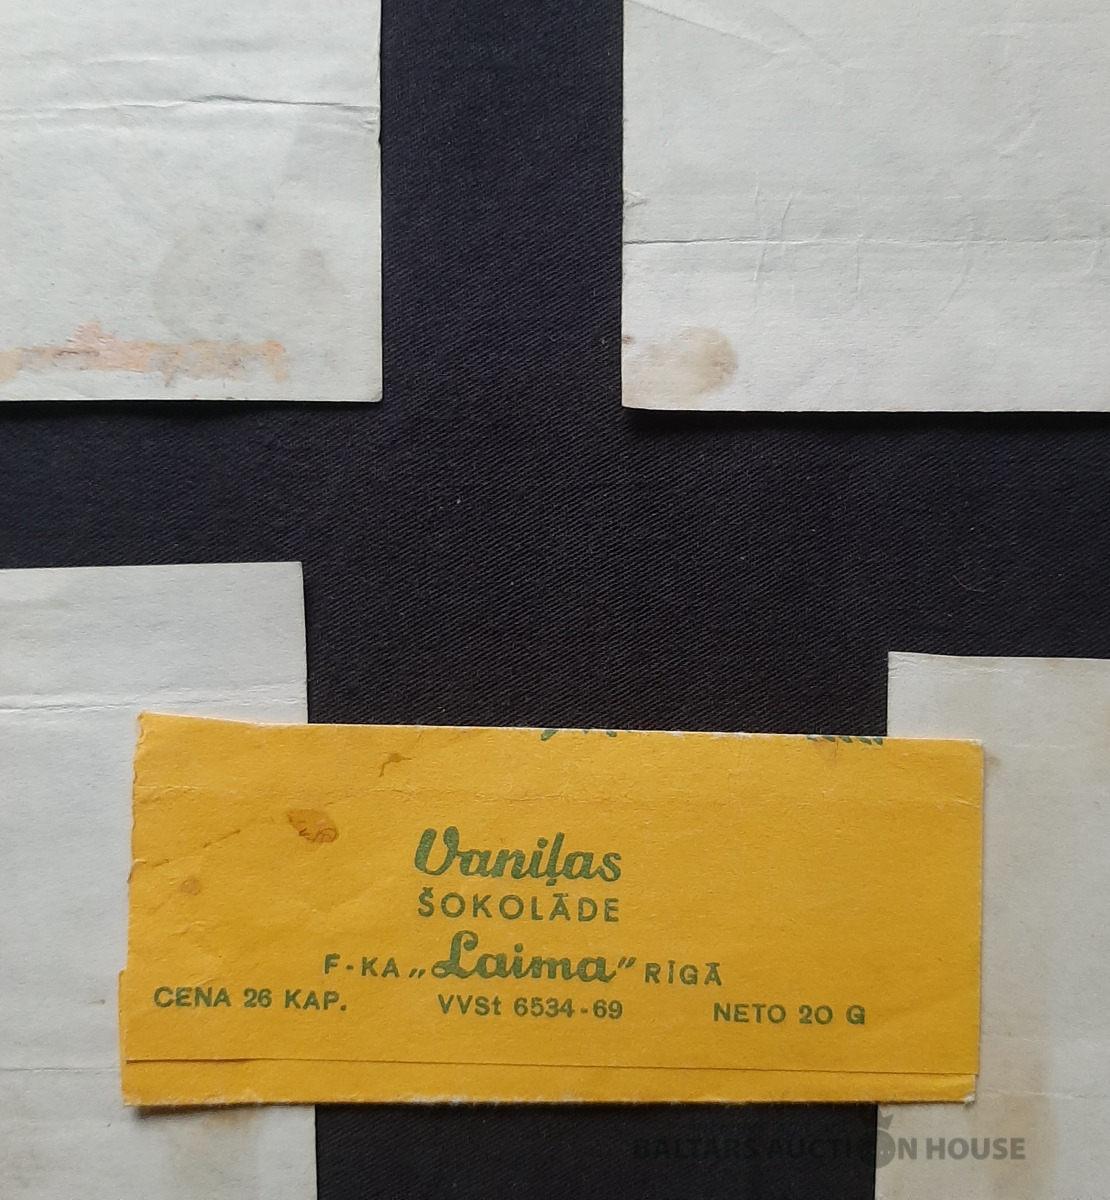 Vaniļas
ŠOKOLĀDE
F-KA „Laima” RĪGĀ
CENA 26 KAP. VVSt 6534-69 NETO 20 G
BALTARS AUCTION HOUSE